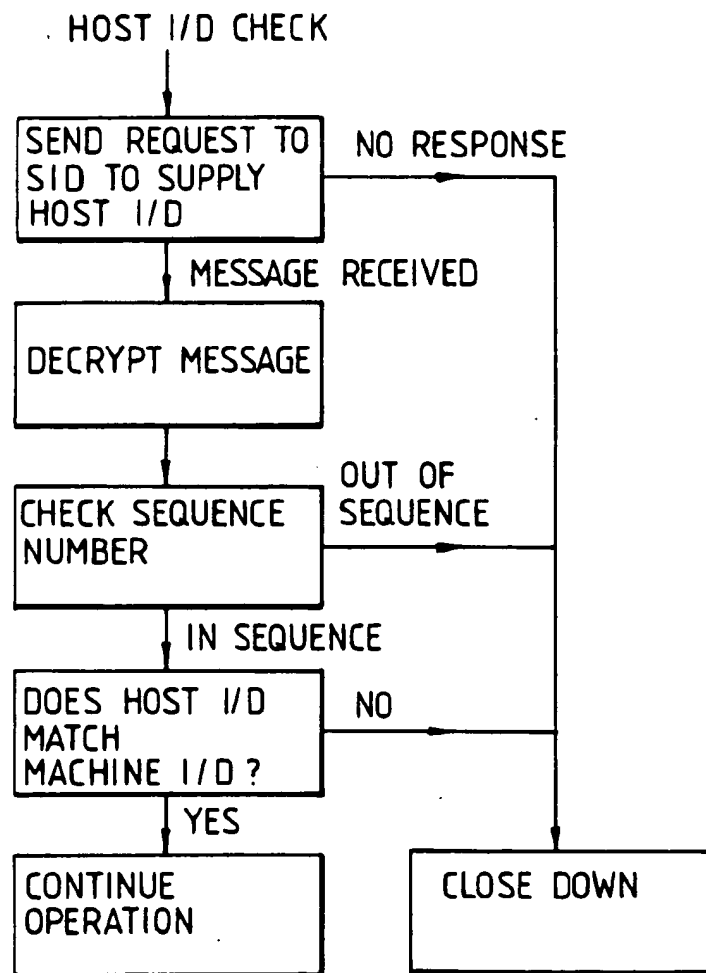 HOST I/D CHECK
SEND REQUEST TO
SID TO SUPPLY
HOST I/D
NO RESPONSE
MESSAGE RECEIVED
DECRYPT MESSAGE
CHECK SEQUENCE
NUMBER
OUT OF
SEQUENCE
IN SEQUENCE
DOES HOST I/D
MATCH
MACHINE I/D ?
NO
YES
CONTINUE
OPERATION
CLOSE DOWN